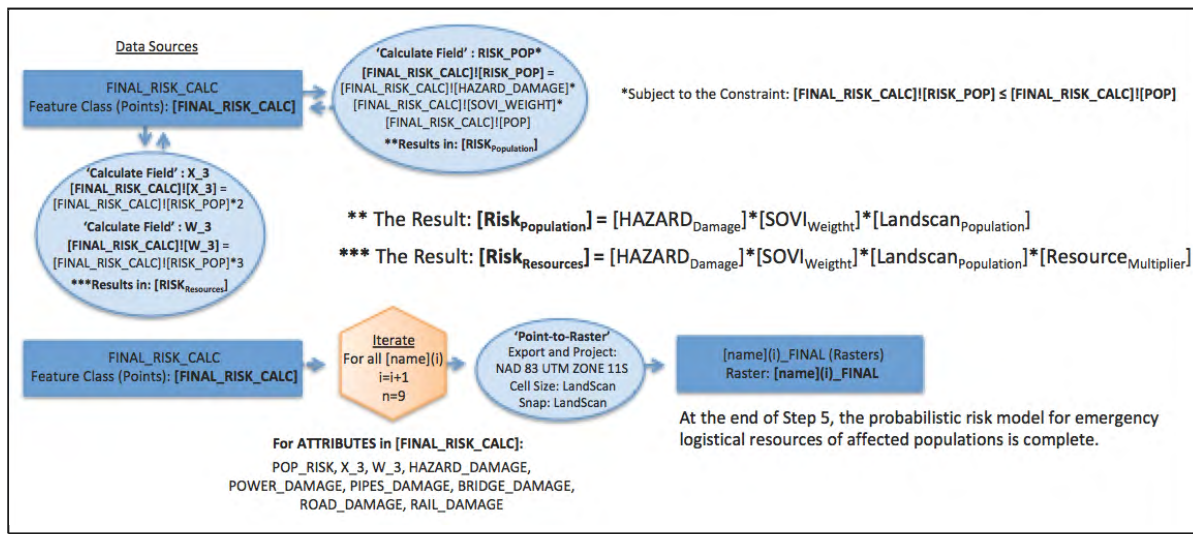 Data Sources
FINAL_RISK_CALC
Feature Class (Points): [FINAL_RISK_CALC]
'Calculate Field' : RISK_POP*
[FINAL_RISK_CALC]![RISK_POP] =
[FINAL_RISK_CALC]![HAZARD_DAMAGE]*
[FINAL_RISK_CALC]![SOVI_WEIGHT]*
[FINAL_RISK_CALC]![POP]
**Results in: [RISKPopulation]
*Subject to the Constraint: [FINAL_RISK_CALC]![RISK_POP] ≤ [FINAL_RISK_CALC]![POP]
'Calculate Field' : X_3
[FINAL_RISK_CALC]![X_3] =
[FINAL_RISK_CALC]![RISK_POP]*2
'Calculate Field' : W_3
[FINAL_RISK_CALC]![W_3] =
[FINAL_RISK_CALC]![RISK_POP]*3
***Results in: [RISKResources]
** The Result: [RiskPopulation] = [HAZARDDamage]*[SOVIWeigtht]*[LandscanPopulation]
*** The Result: [RiskResources] = [HAZARDDamage]*[SOVIWeigtht]*[LandscanPopulation]*[ResourceMultiplier]
FINAL_RISK_CALC
Feature Class (Points): [FINAL_RISK_CALC]
Iterate
For all [name](i)
i=i+1
n=9
'Point-to-Raster'
Export and Project:
NAD 83 UTM ZONE 11S
Cell Size: LandScan
Snap: LandScan
[name](i)_FINAL (Rasters)
Raster: [name](i)_FINAL
At the end of Step 5, the probabilistic risk model for emergency
logistical resources of affected populations is complete.
For ATTRIBUTES in [FINAL_RISK_CALC]:
POP_RISK, X_3, W_3, HAZARD_DAMAGE,
POWER_DAMAGE, PIPES_DAMAGE, BRIDGE_DAMAGE,
ROAD_DAMAGE, RAIL_DAMAGE